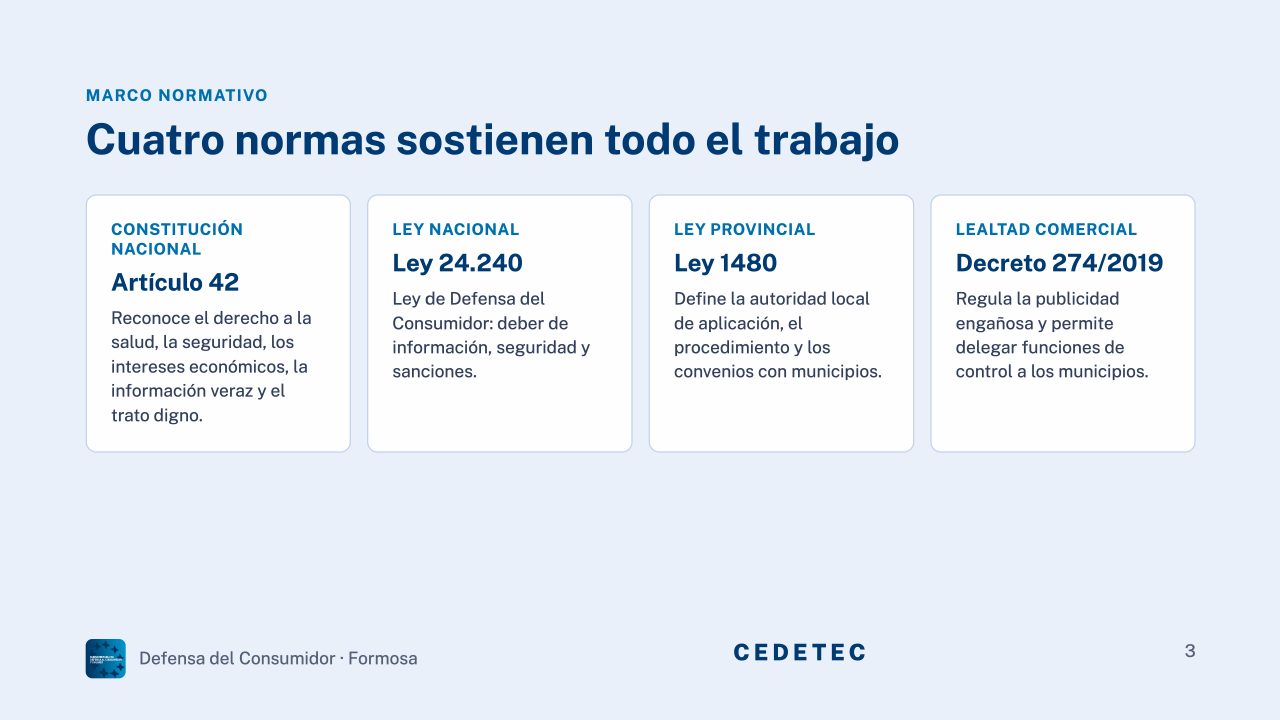 MARCO NORMATIVO
Cuatro normas sostienen todo el trabajo
CONSTITUCIÓN
NACIONAL
Artículo 42
Reconoce el derecho a la
salud, la seguridad, los
intereses económicos, la
información veraz y el
trato digno.
LEY NACIONAL
Ley 24.240
Ley de Defensa del
Consumidor: deber de
información, seguridad y
sanciones.
LEY PROVINCIAL
Ley 1480
Define la autoridad local
de aplicación, el
procedimiento y los
convenios con municipios.
LEALTAD COMERCIAL
Decreto 274/2019
Regula la publicidad
engañosa y permite
delegar funciones de
control a los municipios.
Defensa del Consumidor · Formosa
CEDETEC
3